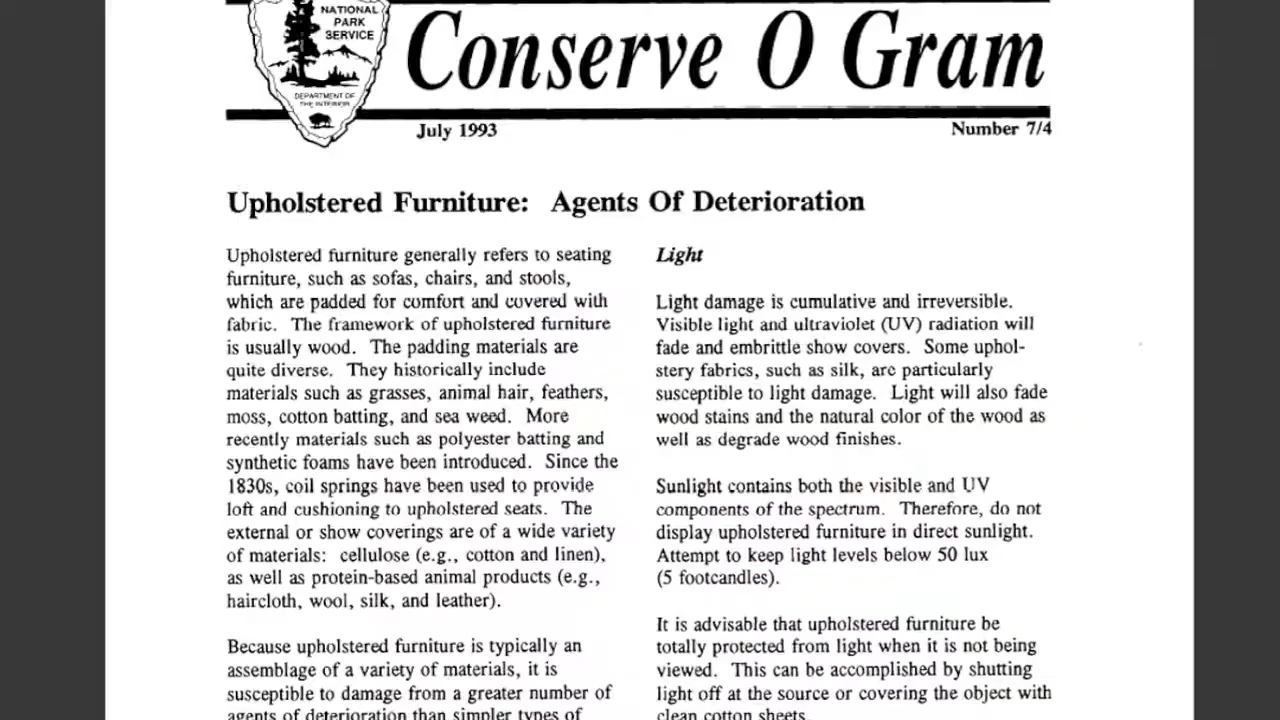 NATIONAL
PARK
SERVICE
DEPARTMENT OF
THE INTERIOR
Conserve O Gram
July 1993
Number 7/4
Upholstered Furniture: Agents Of Deterioration
Upholstered furniture generally refers to seating
furniture, such as sofas, chairs, and stools,
which are padded for comfort and covered with
fabric. The framework of upholstered furniture
is usually wood. The padding materials are
quite diverse. They historically include
materials such as grasses, animal hair, feathers,
moss, cotton batting, and sea weed. More
recently materials such as polyester batting and
synthetic foams have been introduced. Since the
1830s, coil springs have been used to provide
loft and cushioning to upholstered seats. The
external or show coverings are of a wide variety
of materials: cellulose (e.g., cotton and linen),
as well as protein-based animal products (e.g.,
haircloth, wool, silk, and leather).
Because upholstered furniture is typically an
assemblage of a variety of materials, it is
susceptible to damage from a greater number of
agents of deterioration than simpler types of
Light
Light damage is cumulative and irreversible.
Visible light and ultraviolet (UV) radiation will
fade and embrittle show covers. Some uphol-
stery fabrics, such as silk, are particularly
susceptible to light damage. Light will also fade
wood stains and the natural color of the wood as
well as degrade wood finishes.
Sunlight contains both the visible and UV
components of the spectrum. Therefore, do not
display upholstered furniture in direct sunlight.
Attempt to keep light levels below 50 lux
(5 footcandles).
It is advisable that upholstered furniture be
totally protected from light when it is not being
viewed. This can be accomplished by shutting
light off at the source or covering the object with
clean cotton sheets.